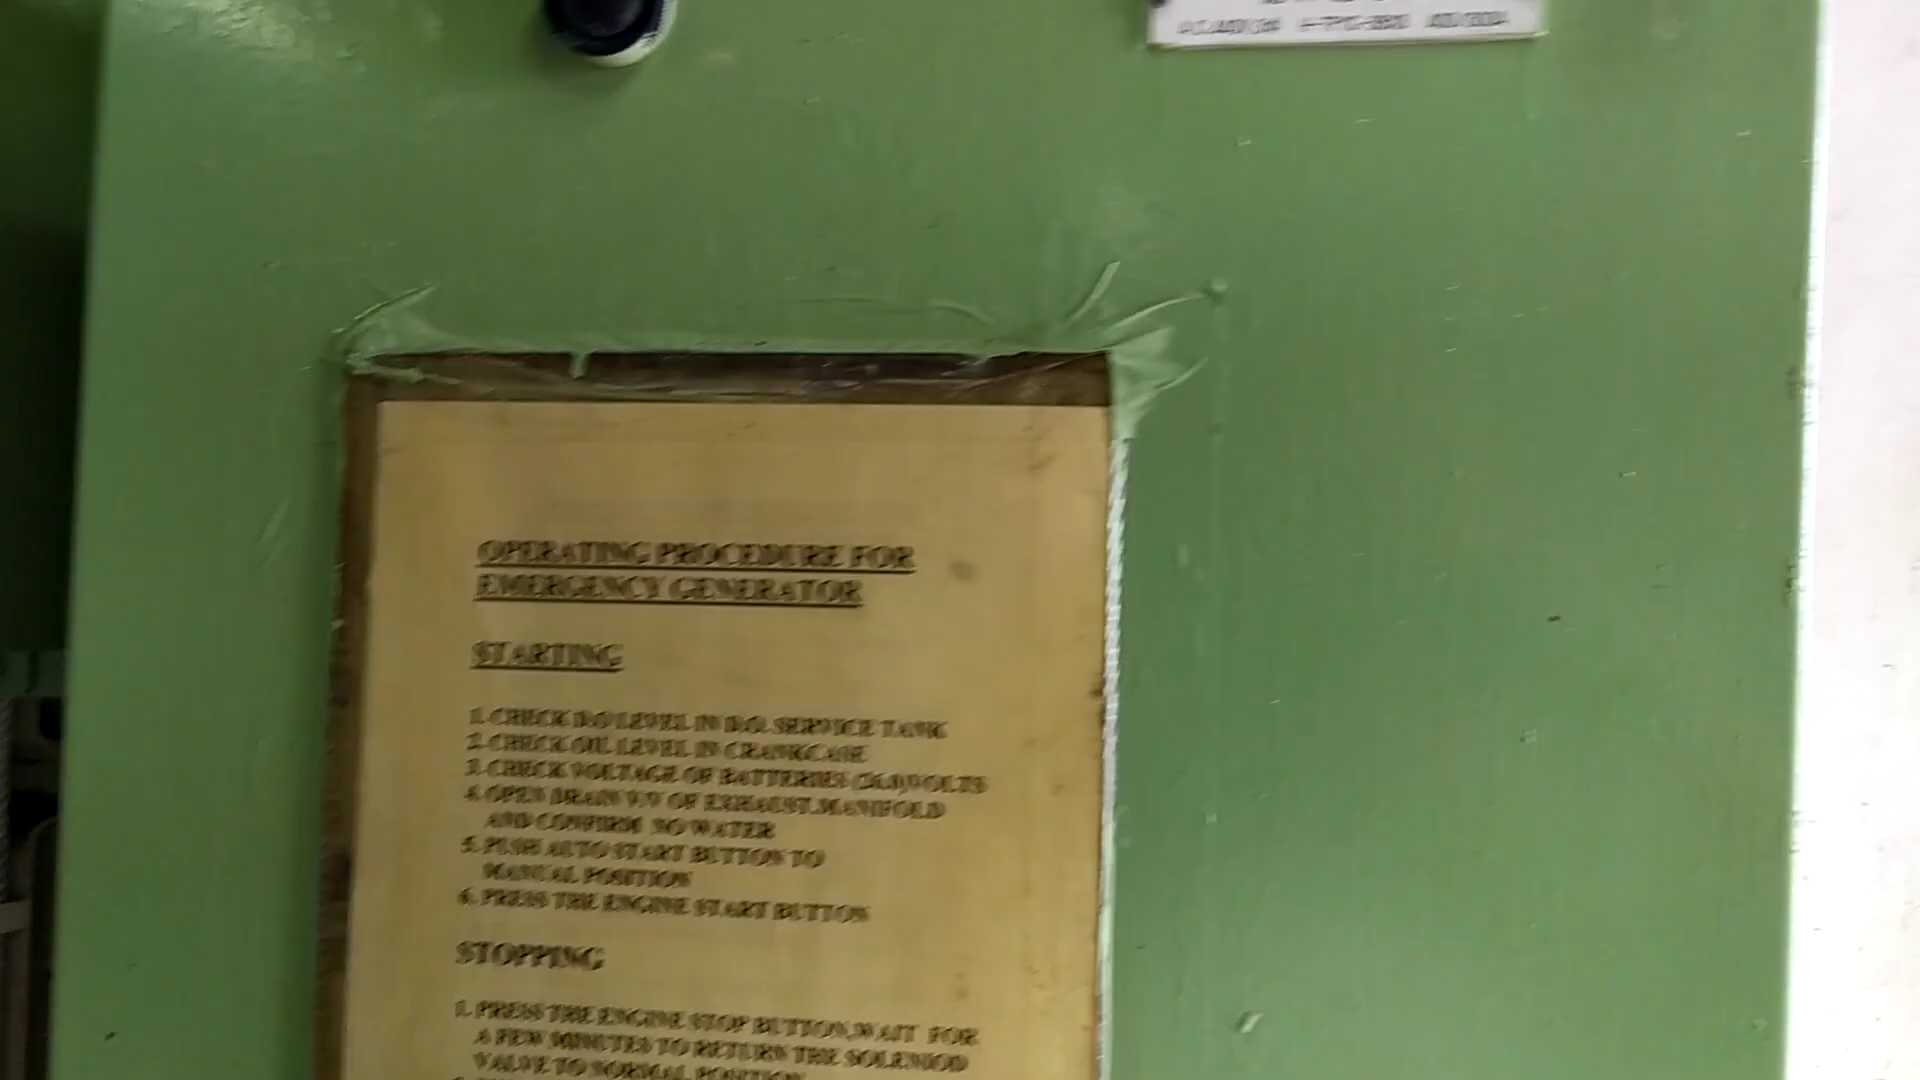 OPERATING PROCEDURE FOR
EMERGENCY GENERATOR
STARTING
1. CHECK D.O LEVEL IN D.O. SERVICE TANK
2. CHECK OIL LEVEL IN CRANKCASE
3. CHECK VOLTAGE OF BATTERIES VOLTS
4. OPEN DRAIN V/V OF EXHAUST.MANIFOLD
AND CONFIRM NO WATER
5. PUSH AUTO START BUTTON TO
MANUAL POSITION
6. PRESS THE ENGINE START BUTTON
STOPPING
1. PRESS THE ENGINE STOP BUTTON,WAIT FOR
A FEW MINUTES TO RETURN THE SOLENIOD
VALVE TO NORMAL POSITION